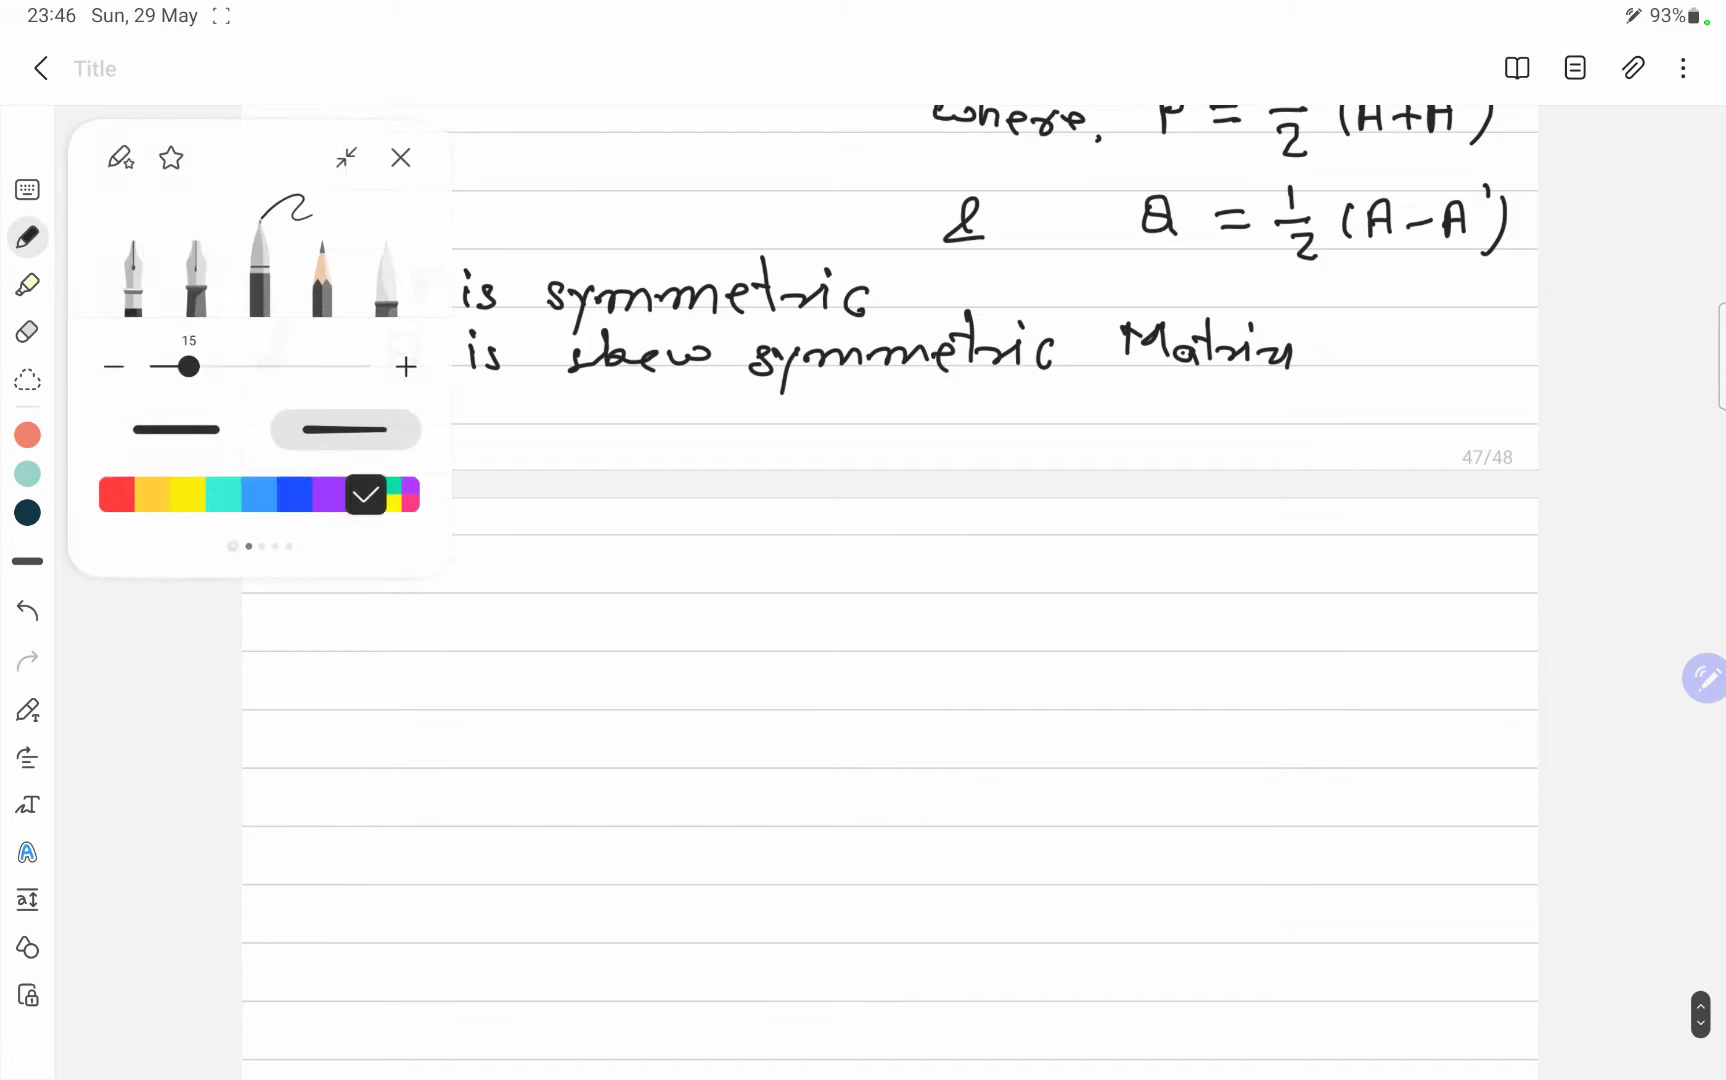 23:46 Sun, 29 May 93%
Title
where, P = 1/2 (A+A')
& Q = 1/2 (A-A')
is symmetric
is skew symmetric Matrix
15
47/48